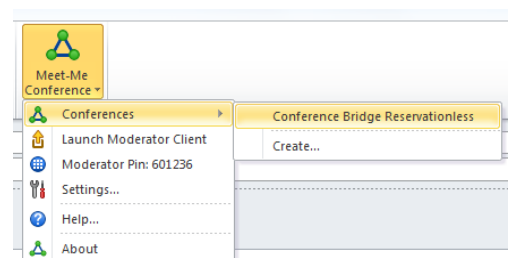 Meet-Me
Conference
Conferences
Conference Bridge Reservationless
Launch Moderator Client
Create...
Moderator Pin: 601236
Settings...
Help...
About